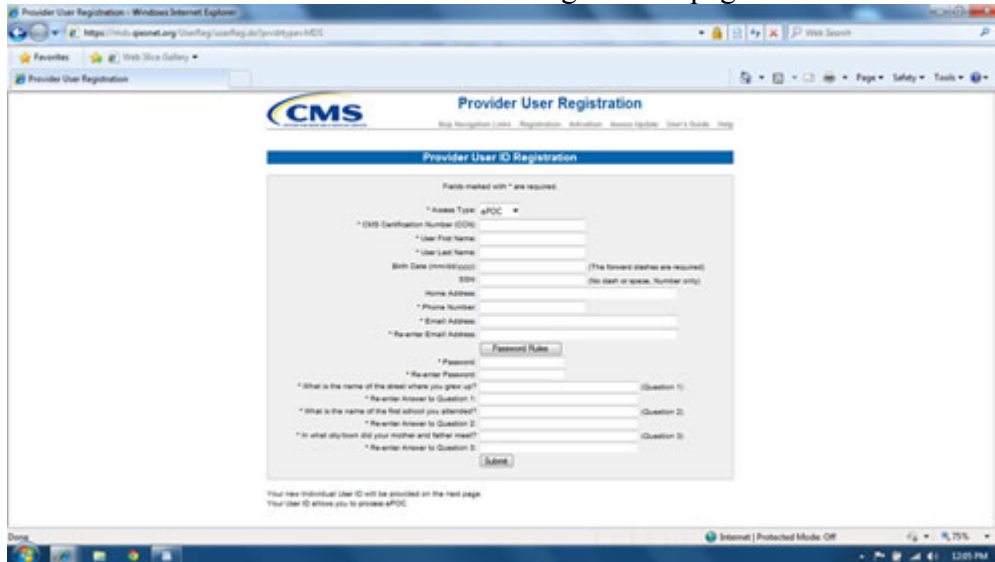 Provider User Registration - Windows Internet Explorer
Favorites Web Slice Gallery
Provider User Registration Page Safety Tools
CMS Provider User Registration
Skip Navigation Links Registration Activation Access Update User's Guide Help
Provider User ID Registration
Fields marked with * are required.
* Access Type: ePOC
* CMS Certification Number (CCN):
* User First Name:
* User Last Name:
Birth Date (mm/dd/yyyy): (The forward slashes are required)
SSN: (No dash or space, Number only)
Home Address:
* Phone Number:
* Email Address:
* Re-enter Email Address:
Password Rules
* Password:
* Re-enter Password:
* What is the name of the street where you grew up? (Question 1)
* Re-enter Answer to Question 1:
* What is the name of the first school you attended? (Question 2)
* Re-enter Answer to Question 2:
* In what city/town did your mother and father meet? (Question 3)
* Re-enter Answer to Question 3:
Submit
Your new Individual User ID will be provided on the next page.
Your User ID allows you to process ePOC.
Done Internet | Protected Mode: Off 75%
12:05 PM